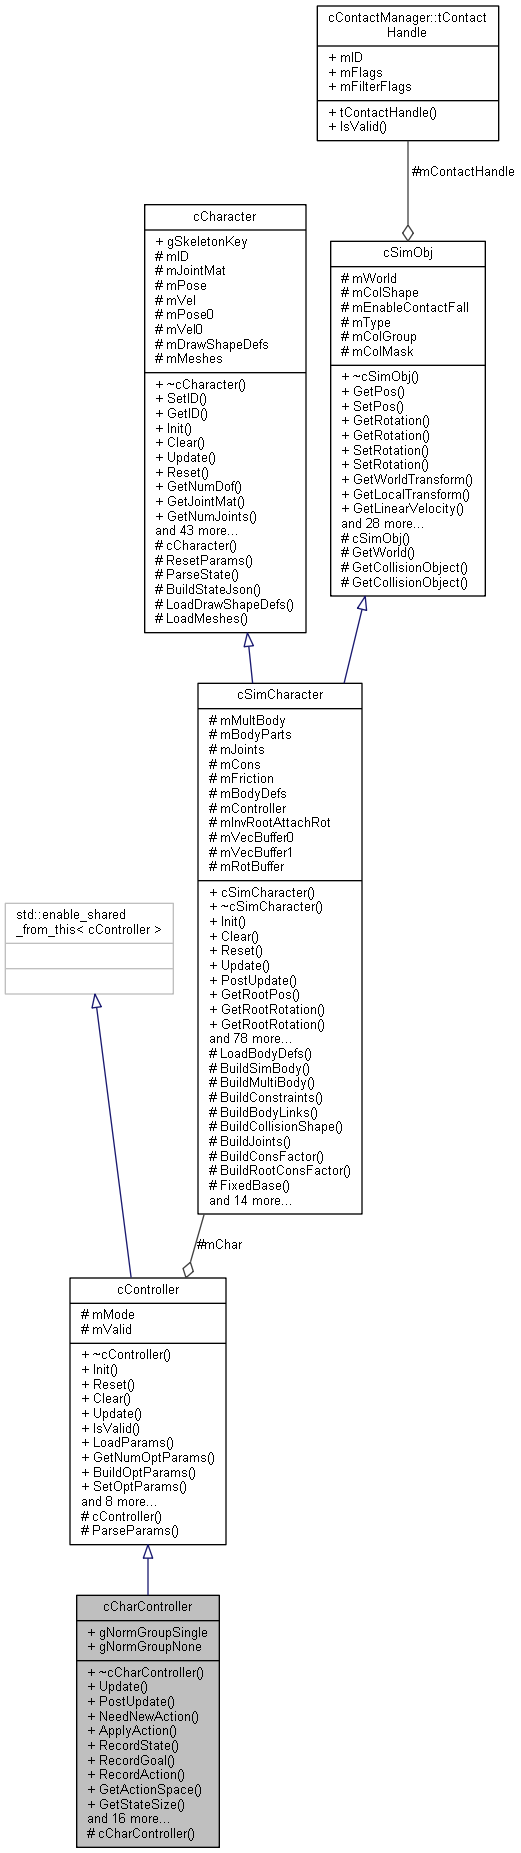 cContactManager::tContact
Handle
+ mID
+ mFlags
+ mFilterFlags
+ tContactHandle()
+ IsValid()
#mContactHandle
cCharacter
+ gSkeletonKey
# mID
# mJointMat
# mPose
# mVel
# mPose0
# mVel0
# mDrawShapeDefs
# mMeshes
+ ~cCharacter()
+ SetID()
+ GetID()
+ Init()
+ Clear()
+ Update()
+ Reset()
+ GetNumDof()
+ GetJointMat()
+ GetNumJoints()
and 43 more...
# cCharacter()
# ResetParams()
# ParseState()
# BuildStateJson()
# LoadDrawShapeDefs()
# LoadMeshes()
cSimObj
# mWorld
# mColShape
# mEnableContactFall
# mType
# mColGroup
# mColMask
+ ~cSimObj()
+ GetPos()
+ SetPos()
+ GetRotation()
+ GetRotation()
+ SetRotation()
+ SetRotation()
+ GetWorldTransform()
+ GetLocalTransform()
+ GetLinearVelocity()
and 28 more...
# cSimObj()
# GetWorld()
# GetCollisionObject()
# GetCollisionObject()
cSimCharacter
# mMultBody
# mBodyParts
# mJoints
# mCons
# mFriction
# mBodyDefs
# mController
# mInvRootAttachRot
# mVecBuffer0
# mVecBuffer1
# mRotBuffer
+ cSimCharacter()
+ ~cSimCharacter()
+ Init()
+ Clear()
+ Reset()
+ Update()
+ PostUpdate()
+ GetRootPos()
+ GetRootRotation()
+ GetRootRotation()
and 78 more...
# LoadBodyDefs()
# BuildSimBody()
# BuildMultiBody()
# BuildConstraints()
# BuildBodyLinks()
# BuildCollisionShape()
# BuildJoints()
# BuildConsFactor()
# BuildRootConsFactor()
# FixedBase()
and 14 more...
std::enable_shared
_from_this< cController >
#mChar
cController
# mMode
# mValid
+ ~cController()
+ Init()
+ Reset()
+ Clear()
+ Update()
+ IsValid()
+ LoadParams()
+ GetNumOptParams()
+ BuildOptParams()
+ SetOptParams()
and 8 more...
# cController()
# ParseParams()
cCharController
+ gNormGroupSingle
+ gNormGroupNone
+ ~cCharController()
+ Update()
+ PostUpdate()
+ NeedNewAction()
+ ApplyAction()
+ RecordState()
+ RecordGoal()
+ RecordAction()
+ GetActionSpace()
+ GetStateSize()
and 16 more...
# cCharController()